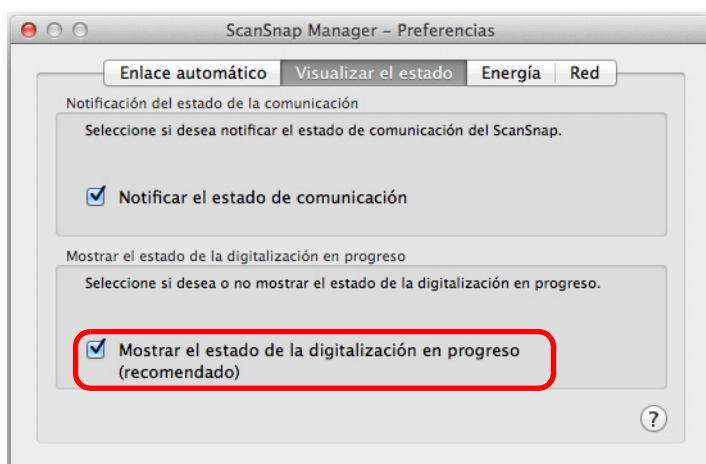 ScanSnap Manager – Preferencias
Enlace automático Visualizar el estado Energía Red
Notificación del estado de la comunicación
Seleccione si desea notificar el estado de comunicación del ScanSnap.
Notificar el estado de comunicación
Mostrar el estado de la digitalización en progreso
Seleccione si desea o no mostrar el estado de la digitalización en progreso.
Mostrar el estado de la digitalización en progreso
(recomendado)
?